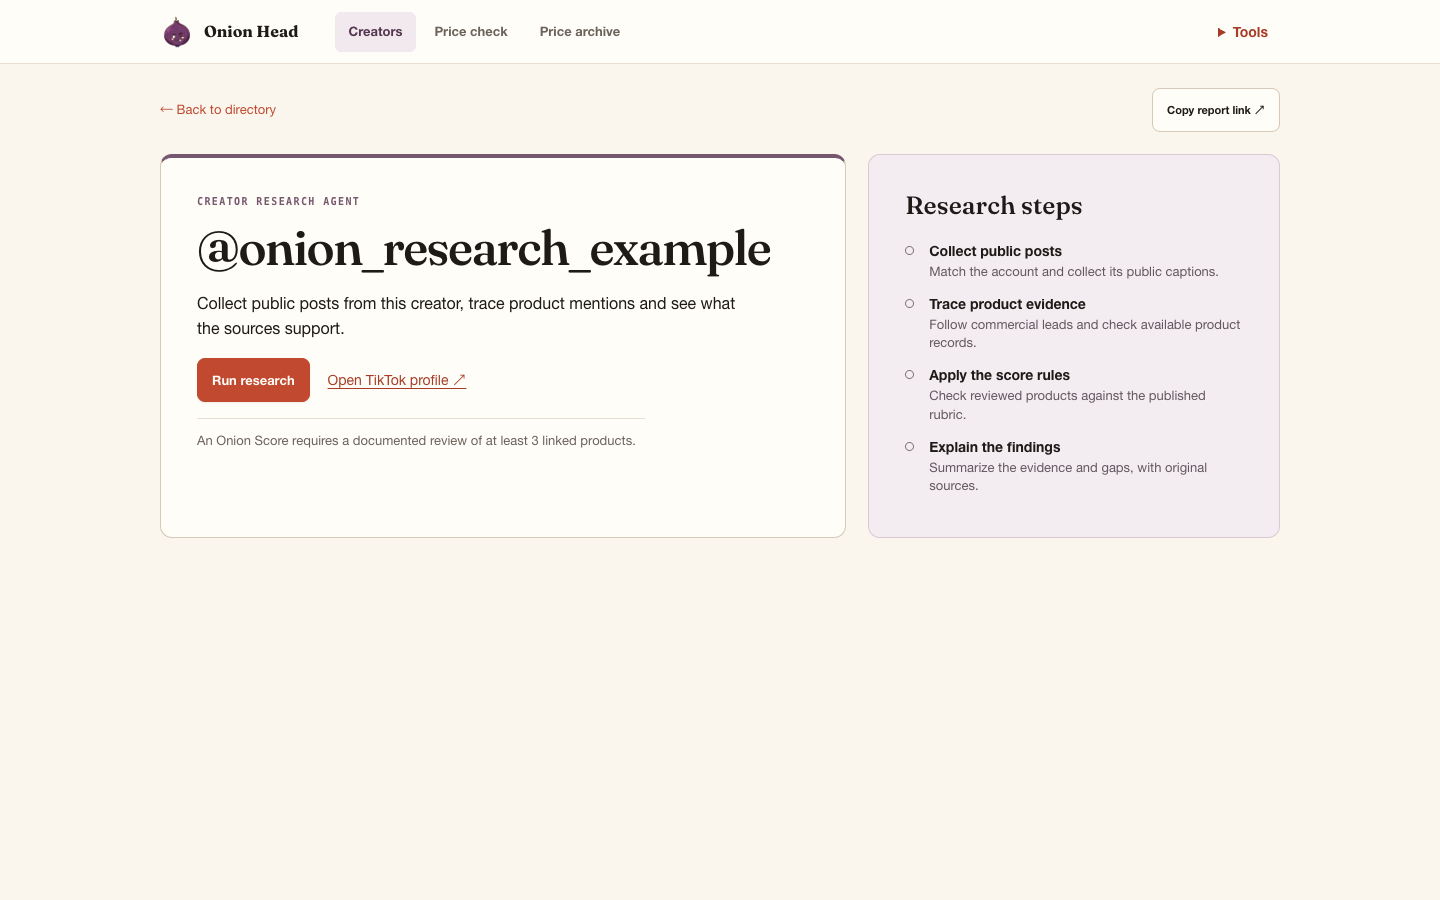 Onion Head
Creators
Price check
Price archive
▶ Tools
← Back to directory
Copy report link ↗
CREATOR RESEARCH AGENT
@onion_research_example
Collect public posts from this creator, trace product mentions and see what
the sources support.
Run research
Open TikTok profile ↗
An Onion Score requires a documented review of at least 3 linked products.
Research steps
Collect public posts
Match the account and collect its public captions.
Trace product evidence
Follow commercial leads and check available product
records.
Apply the score rules
Check reviewed products against the published
rubric.
Explain the findings
Summarize the evidence and gaps, with original
sources.